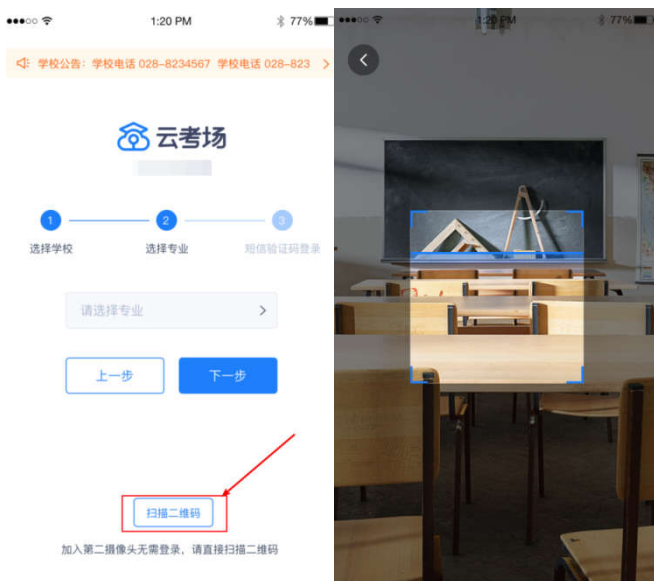 1:20 PM
77%
学校公告：学校电话 028-8234567 学校电话 028-823
云考场
1
2
3
选择学校
选择专业
短信验证码登录
请选择专业
上一步
下一步
扫描二维码
加入第二摄像头无需登录，请直接扫描二维码
1:20 PM
77%